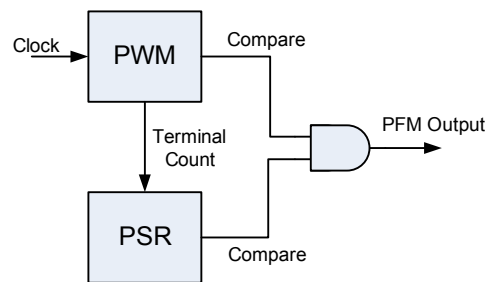 Clock
PWM
Compare
Terminal
Count
PFM Output
PSR
Compare